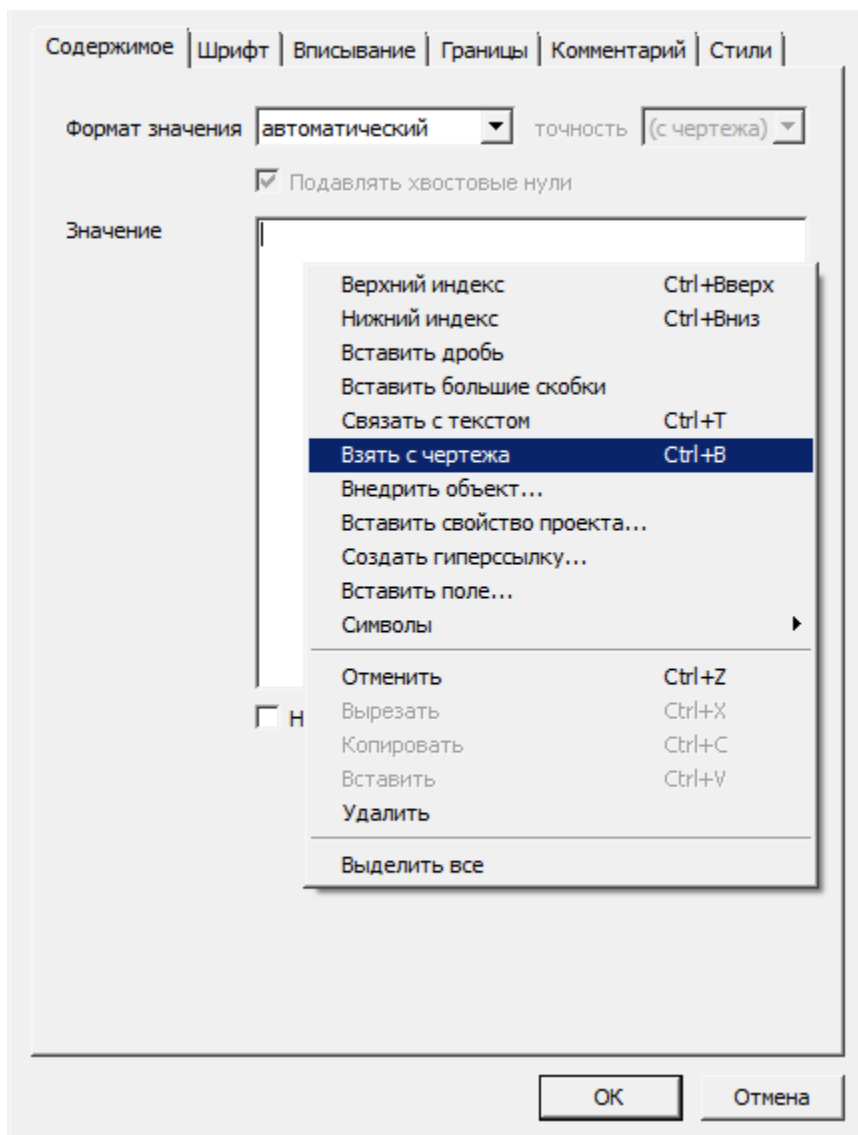 Содержимое Шрифт Вписывание Границы Комментарий Стили
Формат значения автоматический точность (с чертежа)
Подавлять хвостовые нули
Значение
Верхний индекс Ctrl+Вверх
Нижний индекс Ctrl+Вниз
Вставить дробь
Вставить большие скобки
Связать с текстом Ctrl+T
Взять с чертежа Ctrl+B
Внедрить объект...
Вставить свойство проекта...
Создать гиперссылку...
Вставить поле...
Символы
Отменить Ctrl+Z
Н Вырезать Ctrl+X
Копировать Ctrl+C
Вставить Ctrl+V
Удалить
Выделить все
OK Отмена